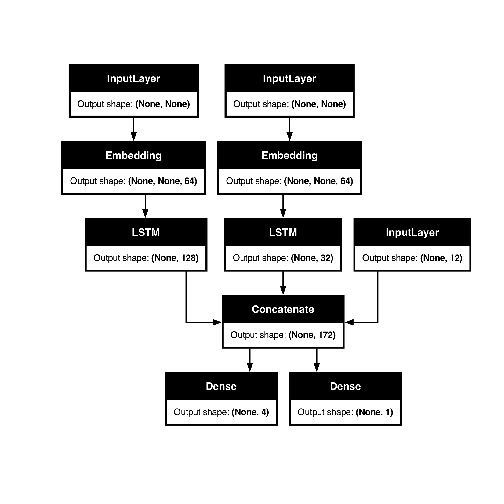 InputLayer
Output shape: (None, None)
InputLayer
Output shape: (None, None)
Embedding
Output shape: (None, None, 64)
Embedding
Output shape: (None, None, 64)
LSTM
Output shape: (None, 128)
LSTM
Output shape: (None, 32)
InputLayer
Output shape: (None, 12)
Concatenate
Output shape: (None, 172)
Dense
Output shape: (None, 4)
Dense
Output shape: (None, 1)